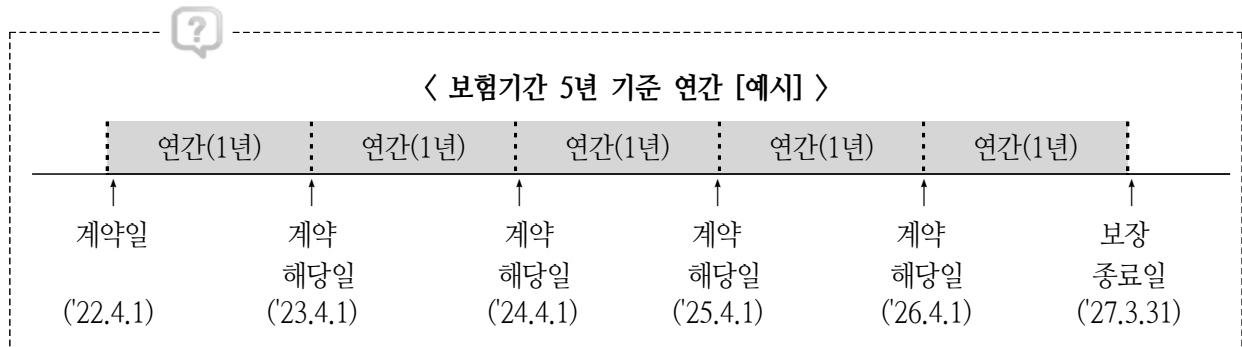 ?
< 보험기간 5년 기준 연간 [예시] >
연간(1년) 연간(1년) 연간(1년) 연간(1년) 연간(1년)
계약일 계약 계약 계약 계약 보장
해당일 해당일 해당일 해당일 종료일
('22.4.1) ('23.4.1) ('24.4.1) ('25.4.1) ('26.4.1) ('27.3.31)